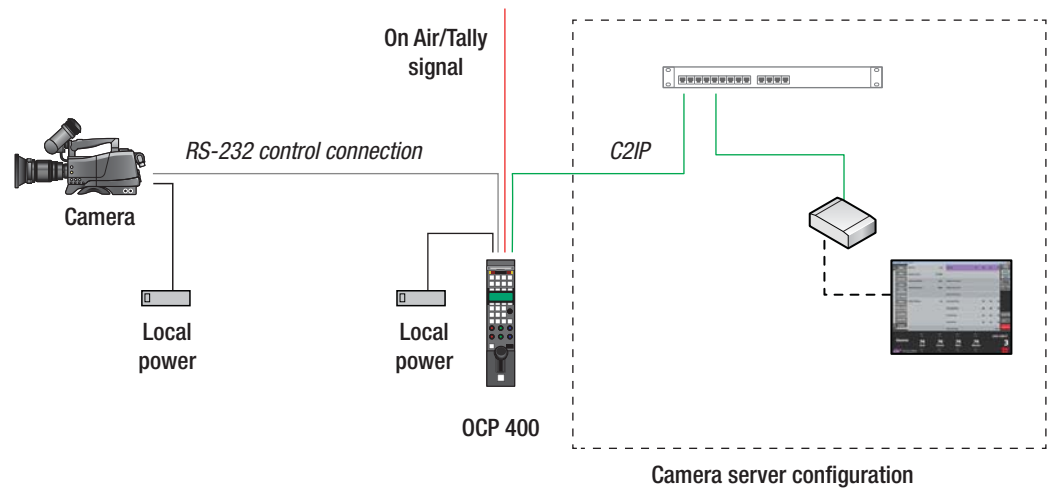 On Air/Tally
signal
RS-232 control connection
C2IP
Camera
Local
power
Local
power
OCP 400
Camera server configuration